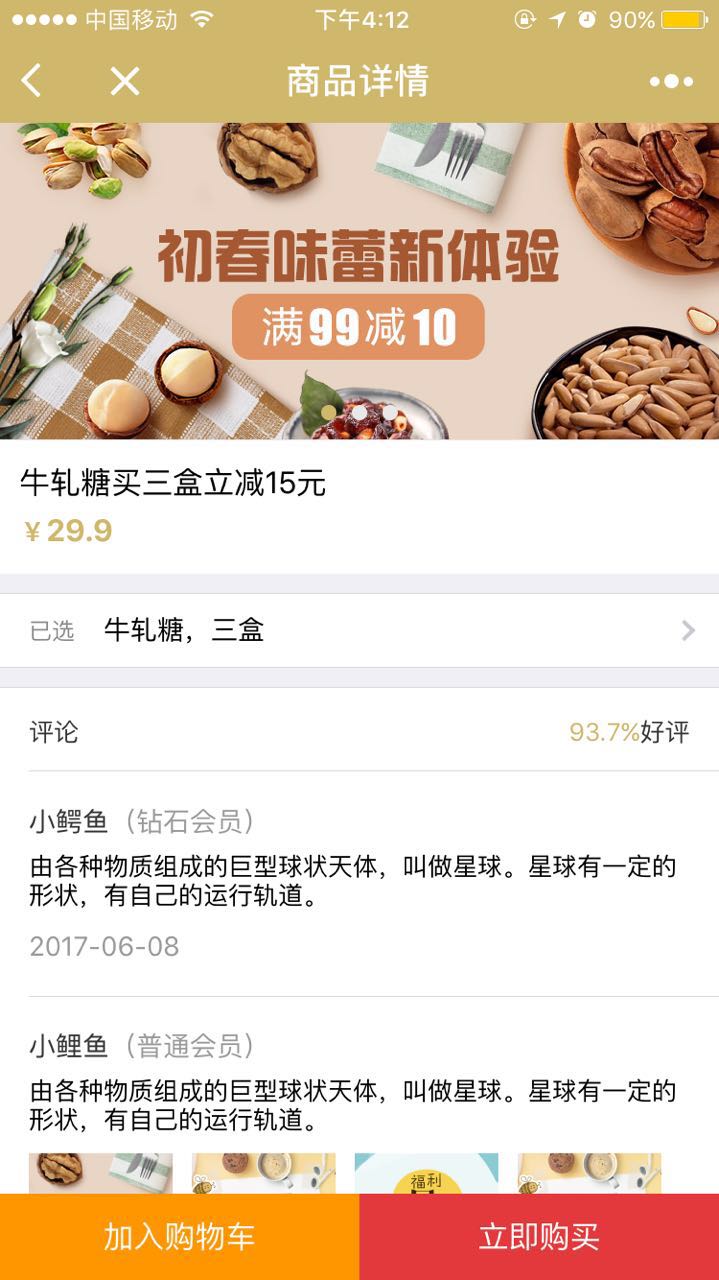 中国移动 下午4:12 90%
商品详情
初春味蕾新体验
满99减10
牛轧糖买三盒立减15元
¥ 29.9
已选 牛轧糖，三盒
评论 93.7%好评
小鳄鱼（钻石会员）
由各种物质组成的巨型球状天体，叫做星球。星球有一定的
形状，有自己的运行轨道。
2017-06-08
小鲤鱼（普通会员）
由各种物质组成的巨型球状天体，叫做星球。星球有一定的
形状，有自己的运行轨道。
福利
加入购物车 立即购买